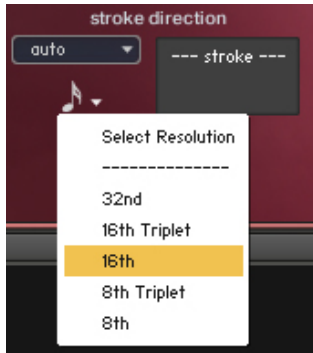 stroke direction
auto
--- stroke ---
Select Resolution
--------------
32nd
16th Triplet
16th
8th Triplet
8th